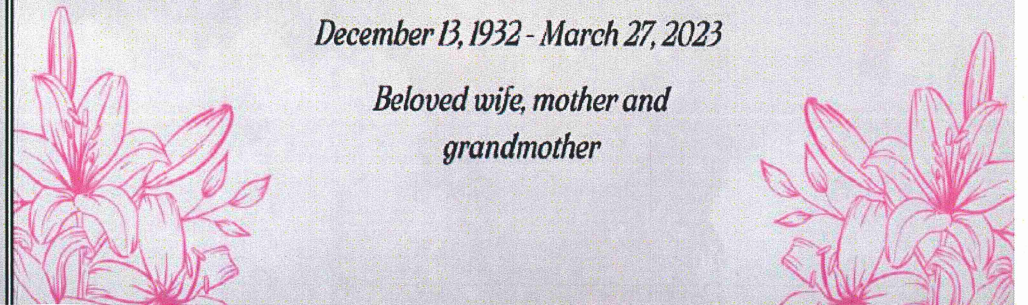 December 13, 1932 - March 27, 2023
Beloved wife, mother and
grandmother